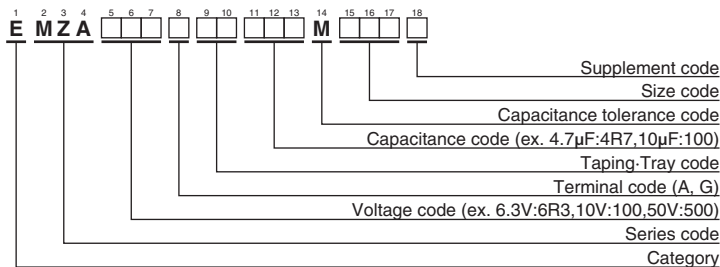 1 2 3 4 5 6 7 8 9 10 11 12 13 14 15 16 17 18
E M Z A M
Supplement code
Size code
Capacitance tolerance code
Capacitance code (ex. 4.7µF:4R7,10µF:100)
Taping·Tray code
Terminal code (A, G)
Voltage code (ex. 6.3V:6R3,10V:100,50V:500)
Series code
Category